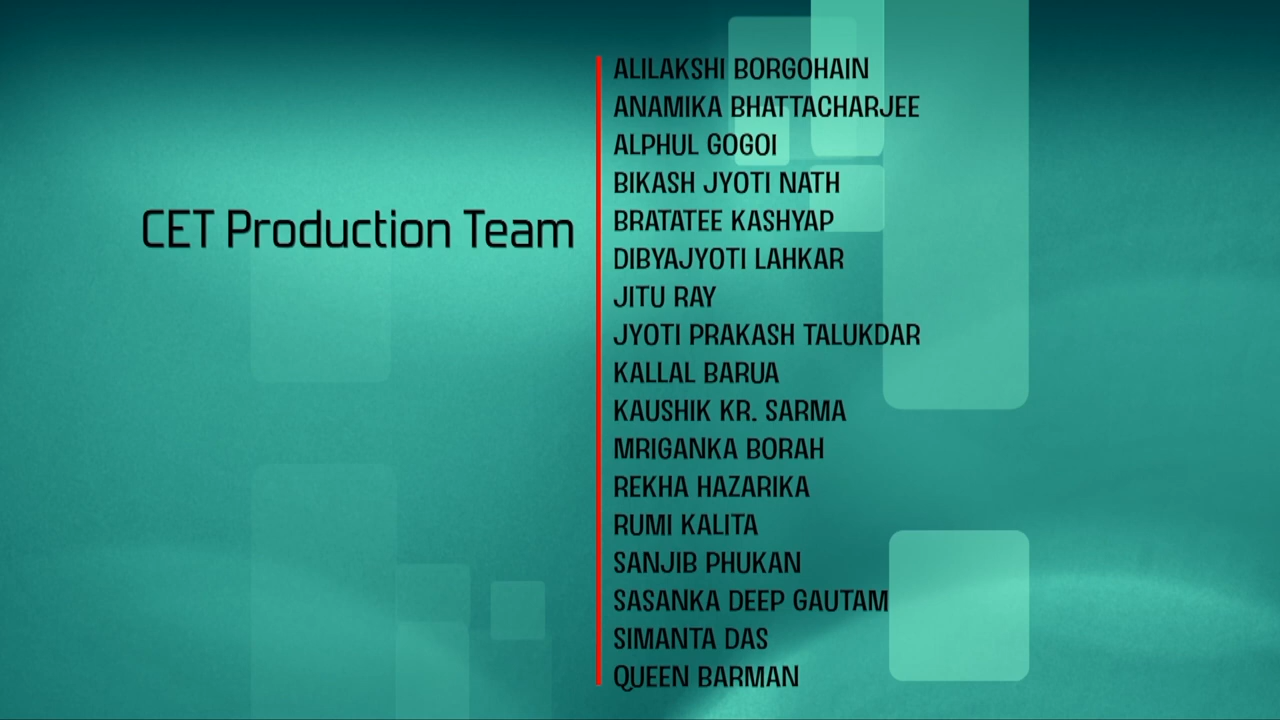 CET Production Team
ALILAKSHI BORGOHAIN
ANAMIKA BHATTACHARJEE
ALPHUL GOGOI
BIKASH JYOTI NATH
BRATATEE KASHYAP
DIBYAJYOTI LAHKAR
JITU RAY
JYOTI PRAKASH TALUKDAR
KALLAL BARUA
KAUSHIK KR. SARMA
MRIGANKA BORAH
REKHA HAZARIKA
RUMI KALITA
SANJIB PHUKAN
SASANKA DEEP GAUTAM
SIMANTA DAS
QUEEN BARMAN